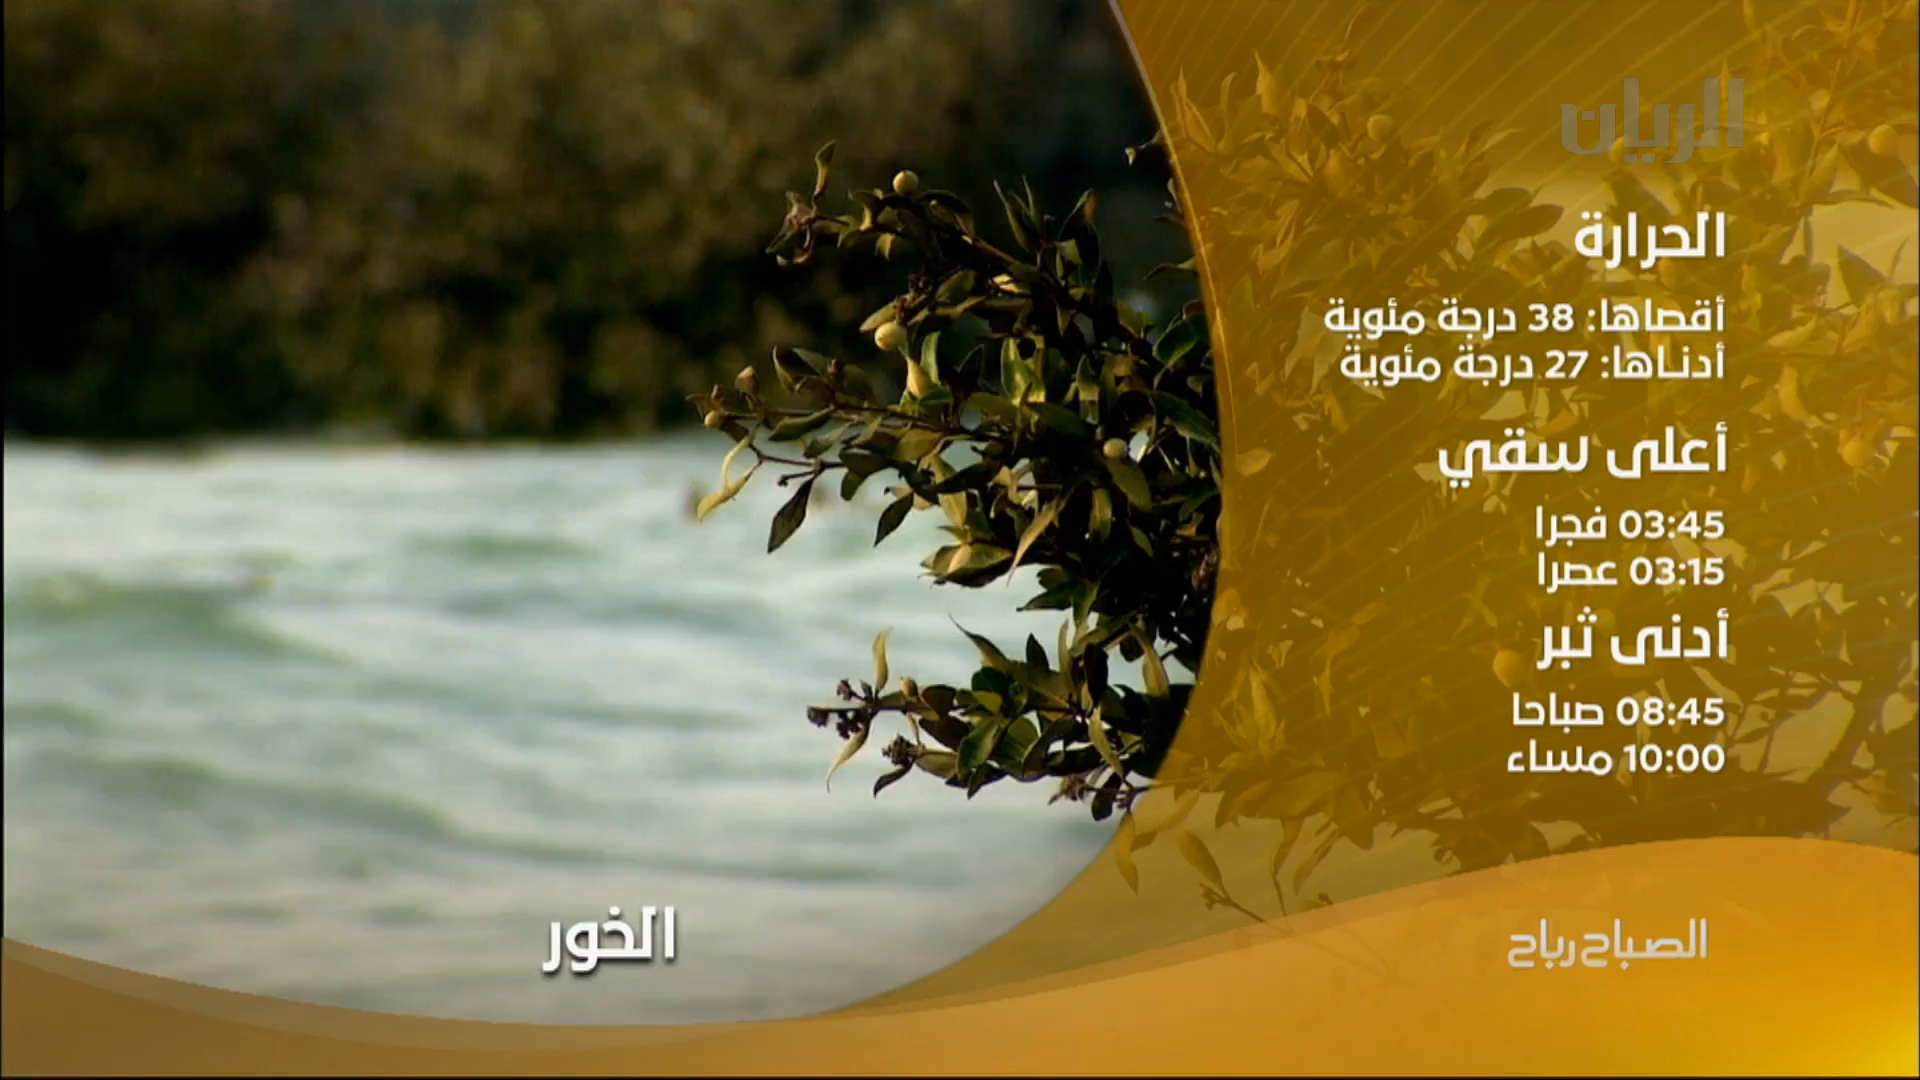 الريان
الحرارة
أقصاها: 38 درجة مئوية
أدناها: 27 درجة مئوية
أعلى سقي
03:45 فجرا
03:15 عصرا
أدنى ثبر
08:45 صباحا
10:00 مساء
الخور
الصباح رباح